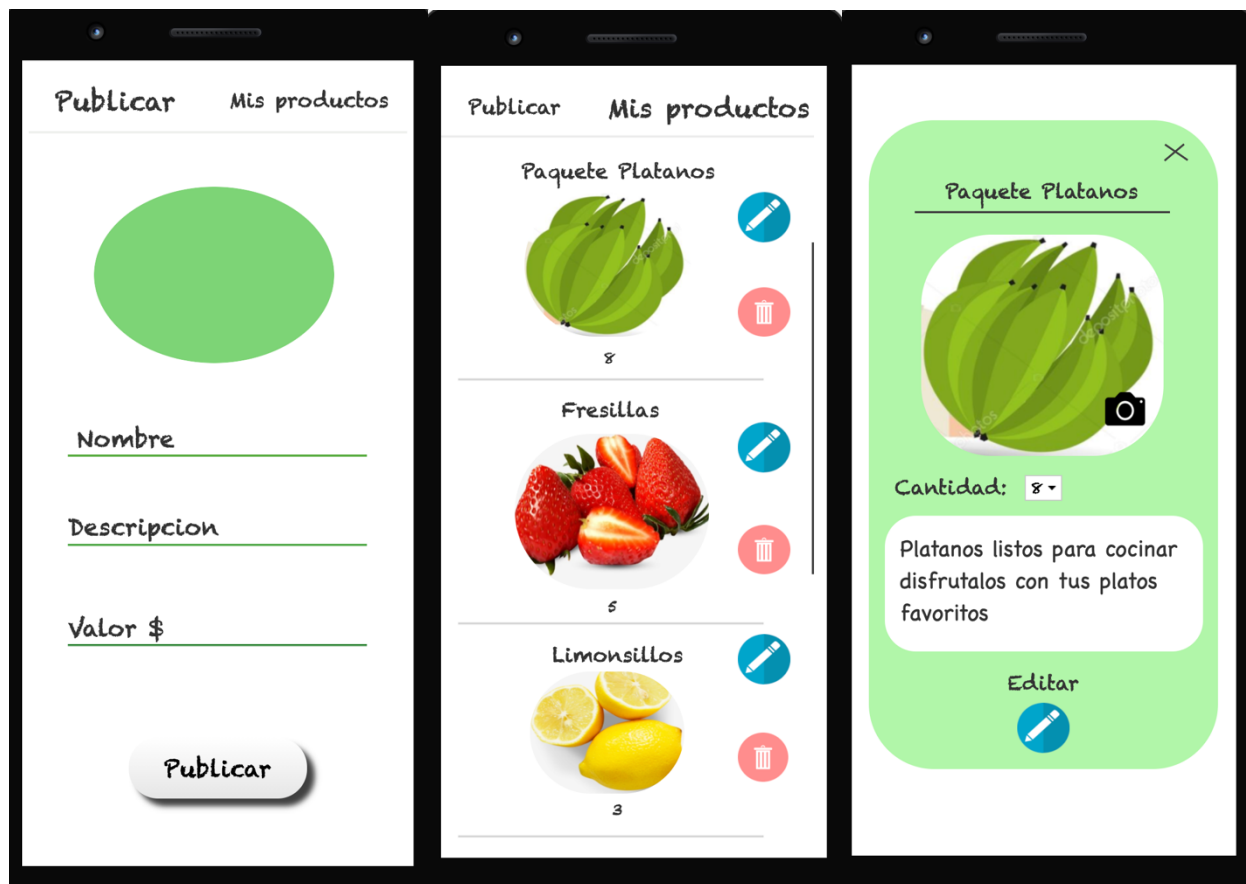 Publicar Mis productos
Nombre
Descripcion
Valor $
Publicar
Publicar Mis productos
Paquete Platanos
8
Fresillas
5
Limonsillos
3
Paquete Platanos
Cantidad: 8
Platanos listos para cocinar
disfrutalos con tus platos
favoritos
Editar